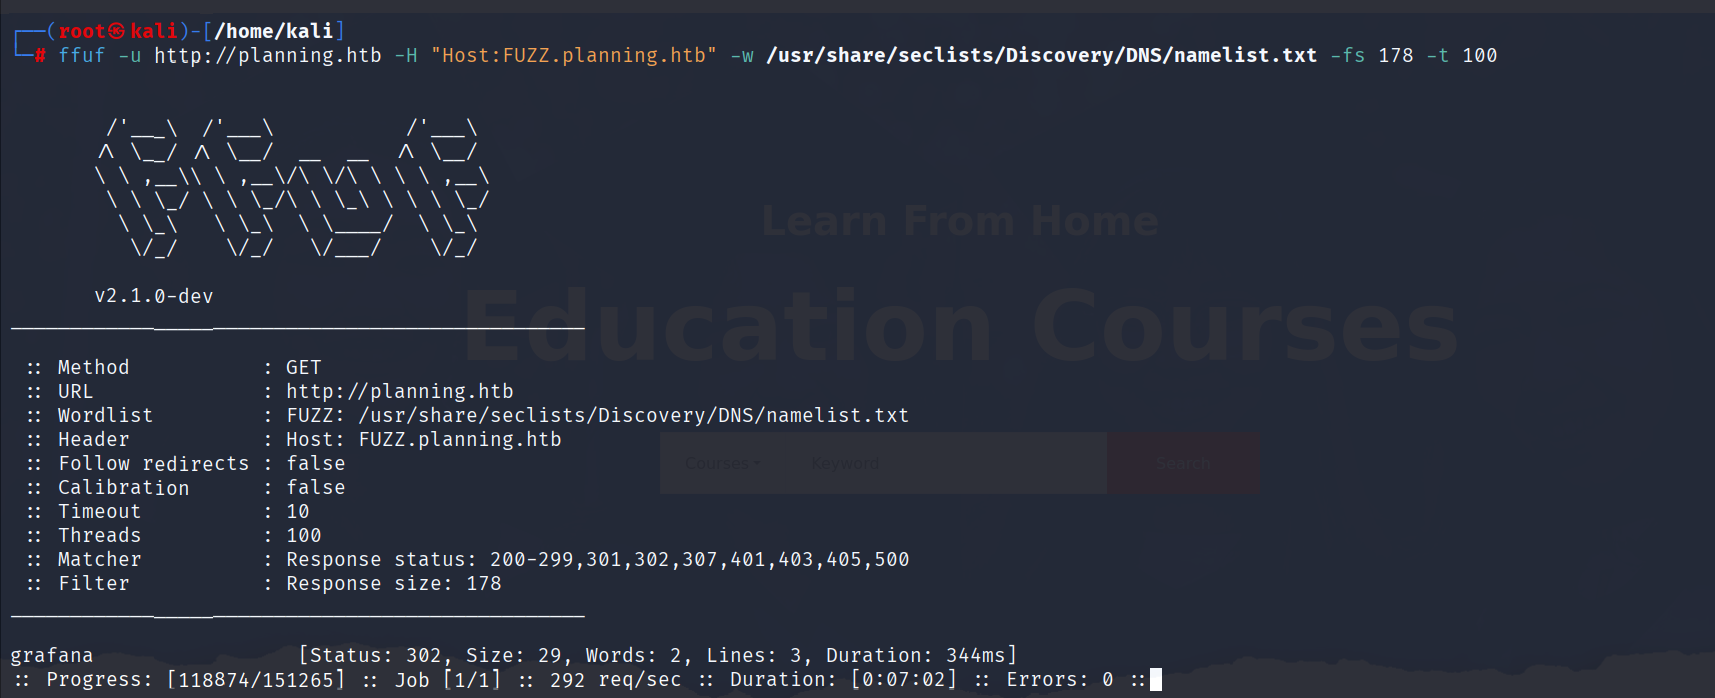 ┌──(root㉿kali)-[/home/kali]
└─# ffuf -u http://planning.htb -H "Host:FUZZ.planning.htb" -w /usr/share/seclists/Discovery/DNS/namelist.txt -fs 178 -t 100
v2.1.0-dev
Learn From Home
Education Courses
:: Method : GET
:: URL : http://planning.htb
:: Wordlist : FUZZ: /usr/share/seclists/Discovery/DNS/namelist.txt
:: Header : Host: FUZZ.planning.htb
:: Follow redirects : false
:: Calibration : false
Courses Keyword Search
:: Timeout : 10
:: Threads : 100
:: Matcher : Response status: 200-299,301,302,307,401,403,405,500
:: Filter : Response size: 178
grafana [Status: 302, Size: 29, Words: 2, Lines: 3, Duration: 344ms]
:: Progress: [118874/151265] :: Job [1/1] :: 292 req/sec :: Duration: [0:07:02] :: Errors: 0 ::